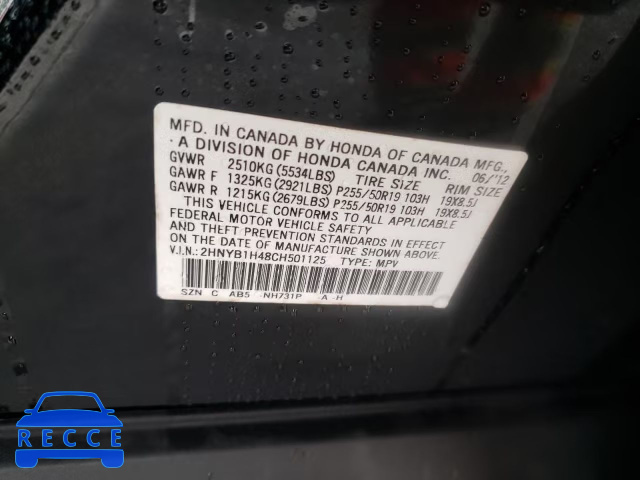 MFD. IN CANADA BY HONDA OF CANADA MFG.,
A DIVISION OF HONDA CANADA INC. 06/'12
GVWR 2510KG(5534LBS) TIRE SIZE RIM SIZE
GAWR F 1325KG(2921LBS) P255/50R19 103H 19X8.5J
GAWR R 1215KG(2679LBS) P255/50R19 103H 19X8.5J
THIS VEHICLE CONFORMS TO ALL APPLICABLE
FEDERAL MOTOR VEHICLE SAFETY
AND THEFT PREVENTION STANDARDS IN EFFECT
ON THE DATE OF MANUFACTURE SHOWN ABOVE.
V.I.N.: 2HNYB1H48CH501125 TYPE: MPV
SZN C AB5 NH731P A H
RECCE